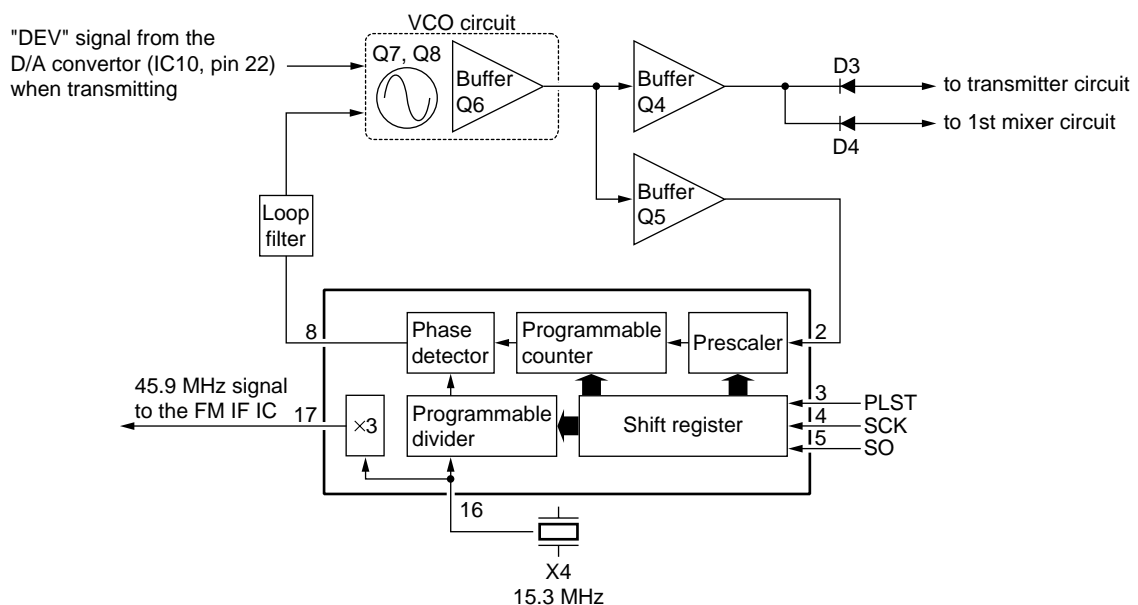 VCO circuit
"DEV" signal from the
D/A convertor (IC10, pin 22)
when transmitting
Q7, Q8
Buffer
Q6
Buffer
Q4
D3
to transmitter circuit
to 1st mixer circuit
D4
Buffer
Q5
Loop
filter
8
Phase
detector
Programmable
counter
Prescaler
2
45.9 MHz signal
to the FM IF IC
17
×3
Programmable
divider
Shift register
3
PLST
4
SCK
5
SO
16
X4
15.3 MHz